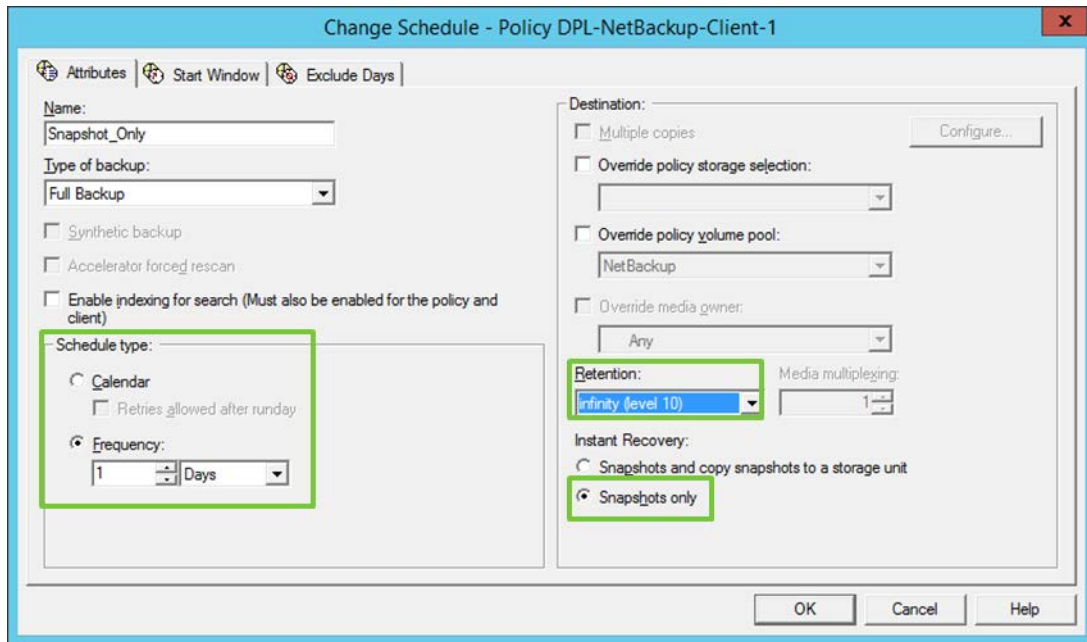 Change Schedule - Policy DPL-NetBackup-Client-1
x
Attributes
Start Window
Exclude Days
Name:
Snapshot_Only
Type of backup:
Full Backup
Synthetic backup
Accelerator forced rescan
Enable indexing for search (Must also be enabled for the policy and
client)
Schedule type:
Calendar
Retries allowed after runday
Frequency:
1
Days
Destination:
Multiple copies
Configure...
Override policy storage selection:
Override policy volume pool:
NetBackup
Override media owner:
Any
Retention:
infinity (level 10)
Media multiplexing:
1
Instant Recovery:
Snapshots and copy snapshots to a storage unit
Snapshots only
OK
Cancel
Help